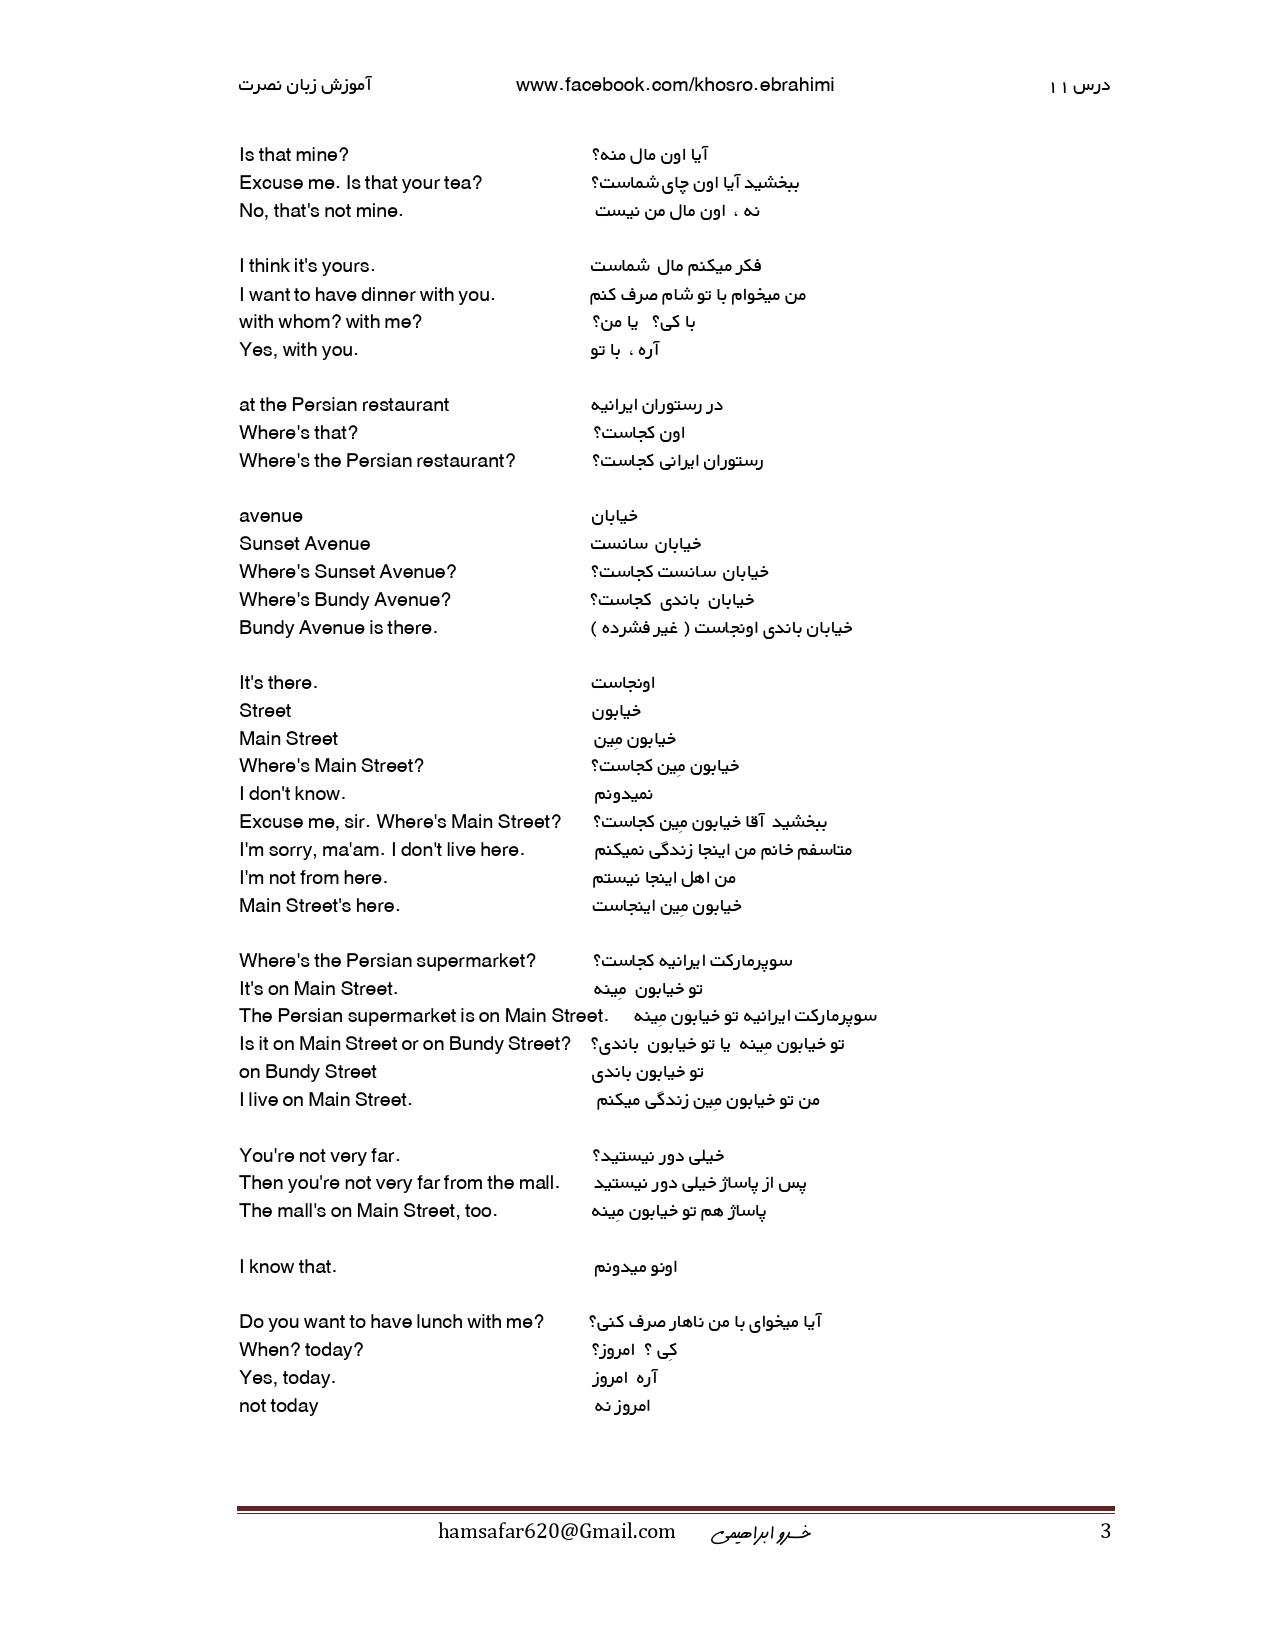 آموزش زبان نصرت www.facebook.com/khosro.ebrahimi درس ۱۱
Is that mine? آیا اون مال منه؟
Excuse me. Is that your tea? ببخشید آیا اون چای شماست؟
No, that's not mine. نه ، اون مال من نیست
I think it's yours. فکر میکنم مال شماست
I want to have dinner with you. من میخوام با تو شام صرف کنم
with whom? with me? با کی؟ یا من؟
Yes, with you. آره ، با تو
at the Persian restaurant در رستوران ایرانیه
Where's that? اون کجاست؟
Where's the Persian restaurant? رستوران ایرانی کجاست؟
avenue خیابان
Sunset Avenue خیابان سانست
Where's Sunset Avenue? خیابان سانست کجاست؟
Where's Bundy Avenue? خیابان باندی کجاست؟
Bundy Avenue is there. خیابان باندی اونجاست ( غیر فشرده )
It's there. اونجاست
Street خیابون
Main Street خیابون مِین
Where's Main Street? خیابون مِین کجاست؟
I don't know. نمیدونم
Excuse me, sir. Where's Main Street? ببخشید آقا خیابون مِین کجاست؟
I'm sorry, ma'am. I don't live here. متاسفم خانم من اینجا زندگی نمیکنم
I'm not from here. من اهل اینجا نیستم
Main Street's here. خیابون مِین اینجاست
Where's the Persian supermarket? سوپرمارکت ایرانیه کجاست؟
It's on Main Street. تو خیابون مِینه
The Persian supermarket is on Main Street. سوپرمارکت ایرانیه تو خیابون مِینه
Is it on Main Street or on Bundy Street? تو خیابون مِینه یا تو خیابون باندی؟
on Bundy Street تو خیابون باندی
I live on Main Street. من تو خیابون مِین زندگی میکنم
You're not very far. خیلی دور نیستید؟
Then you're not very far from the mall. پس از پاساژ خیلی دور نیستید
The mall's on Main Street, too. پاساژ هم تو خیابون مِینه
I know that. اونو میدونم
Do you want to have lunch with me? آیا میخوای با من ناهار صرف کنی؟
When? today? کِی ؟ امروز؟
Yes, today. آره امروز
not today امروز نه
hamsafar620@Gmail.com خسرو ابراهیمی 3